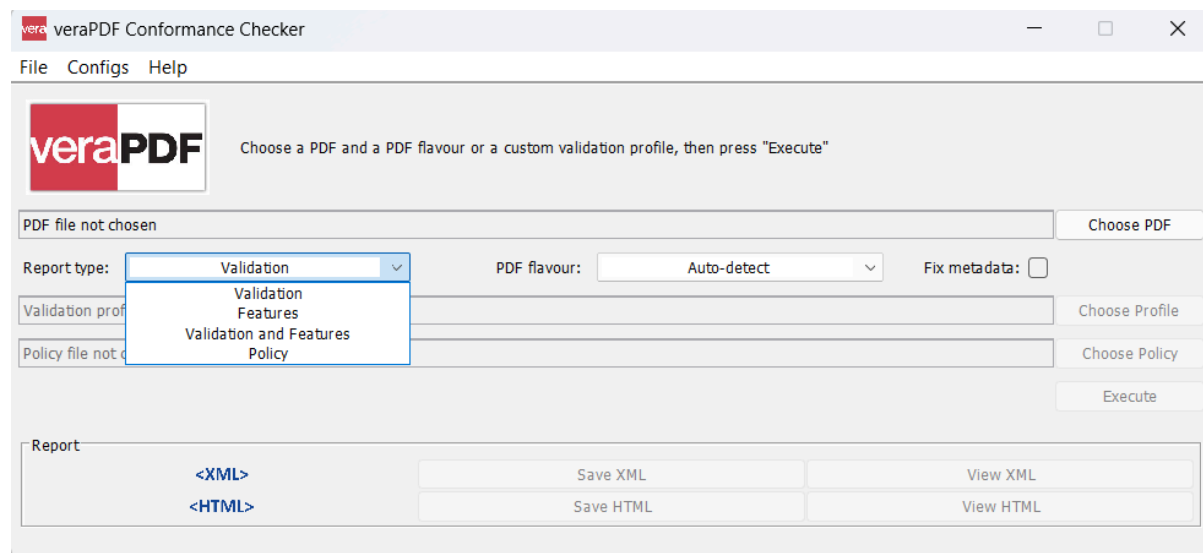 vera veraPDF Conformance Checker
File Configs Help
veraPDF
Choose a PDF and a PDF flavour or a custom validation profile, then press "Execute"
PDF file not chosen Choose PDF
Report type: Validation PDF flavour: Auto-detect Fix metadata:
Validation
Features
Validation and Features
Policy
Validation prof Choose Profile
Policy file not Choose Policy
Execute
Report
<XML> Save XML View XML
<HTML> Save HTML View HTML